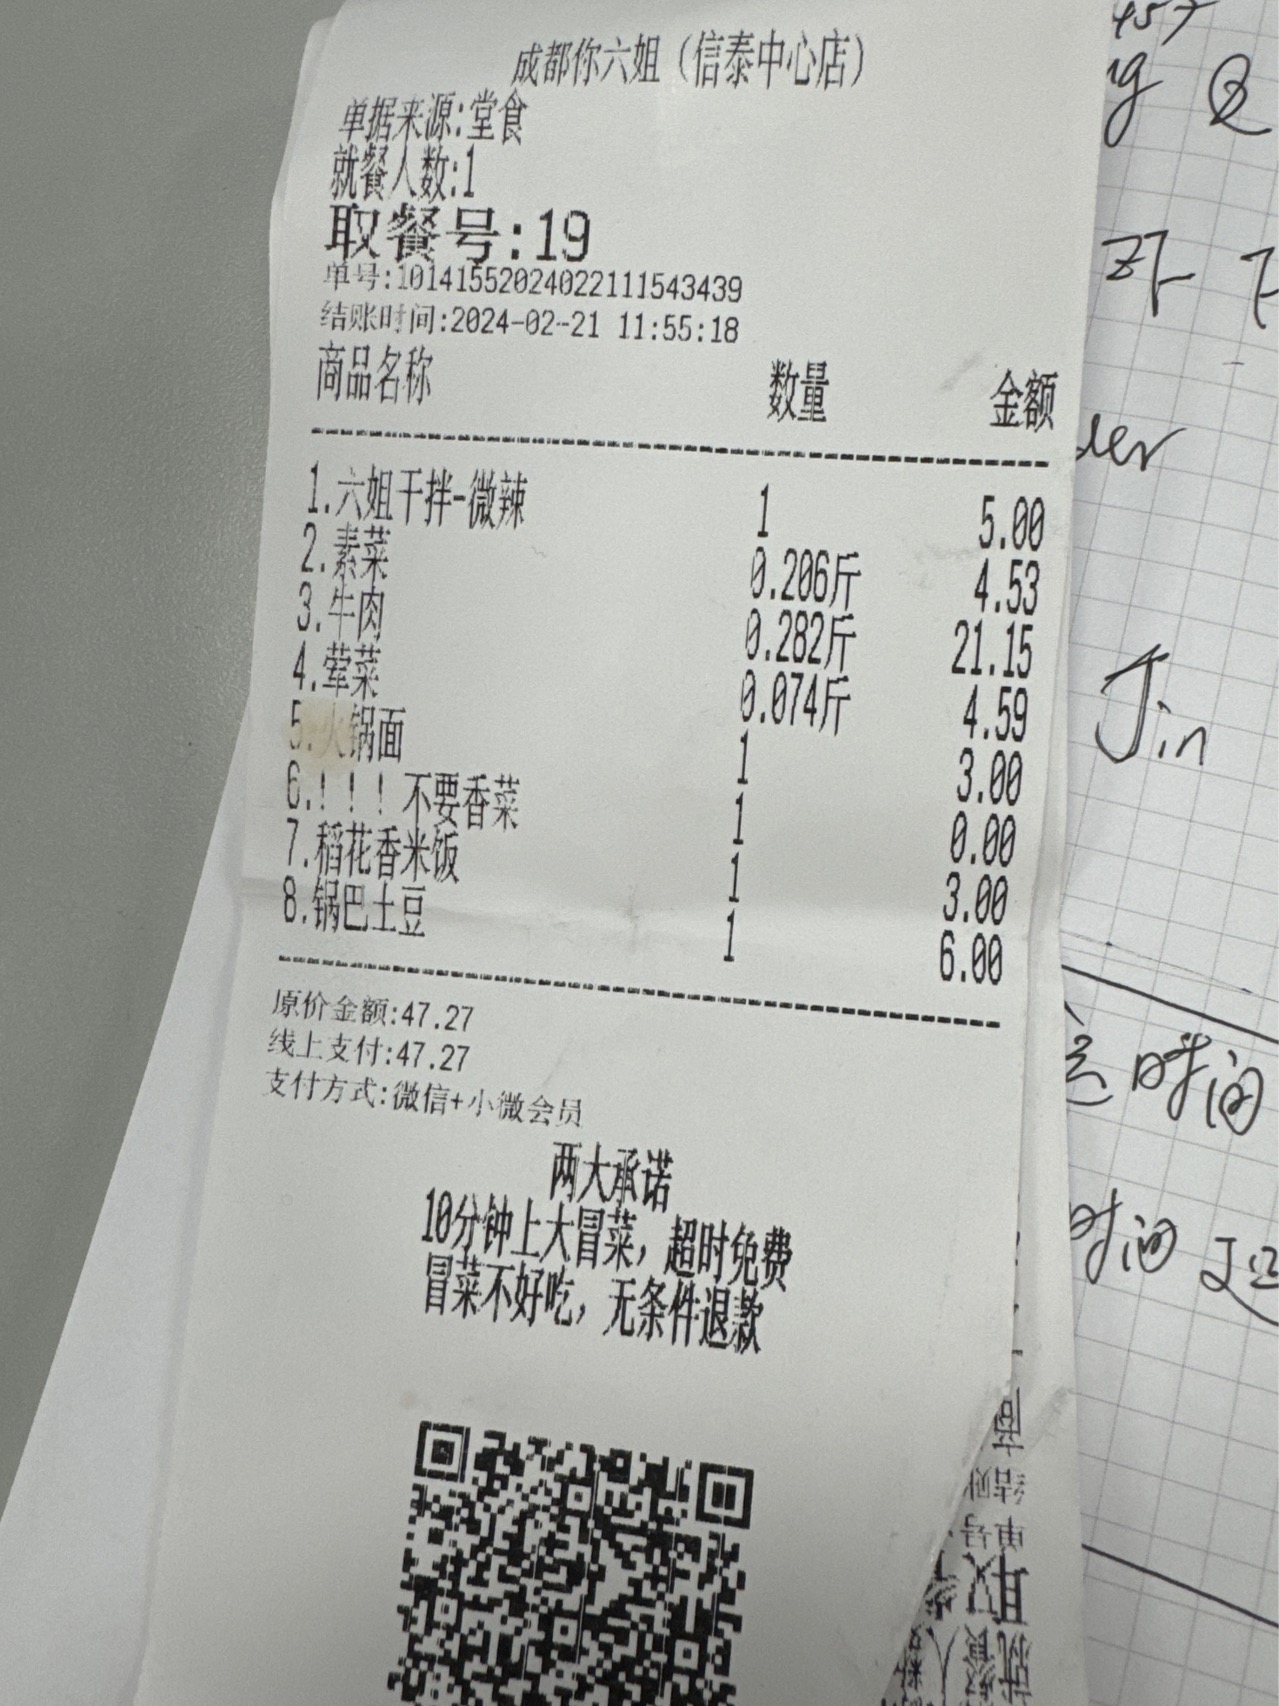 成都你六姐（信泰中心店）
单据来源:堂食
就餐人数:1
取餐号:19
单号:101415520240222111543439
结账时间:2024-02-21 11:55:18
商品名称 数量 金额
1.六姐干拌-微辣 1 5.00
2.素菜 0.206斤 4.53
3.牛肉 0.282斤 21.15
4.荤菜 0.074斤 4.59
5.火锅面 1 3.00
6.！！！不要香菜 1 0.00
7.稻花香米饭 1 3.00
8.锅巴土豆 1 6.00
原价金额:47.27
线上支付:47.27
支付方式:微信+小微会员
两大承诺
10分钟上大冒菜，超时免费
冒菜不好吃，无条件退款
Jin
时间
时间